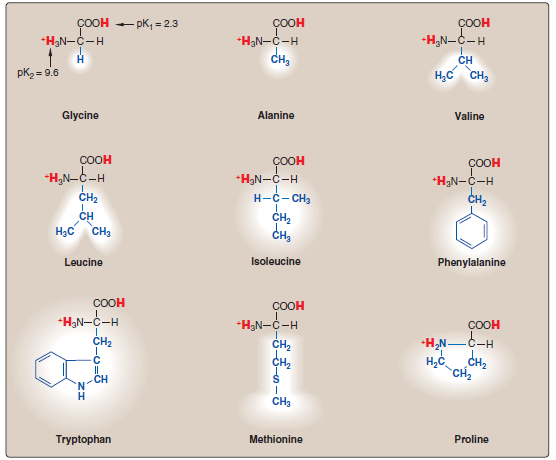 COOH ← pK₁ = 2.3
⁺H₃N–C–H
H
pK₂ = 9.6
Glycine
COOH
⁺H₃N–C–H
CH₃
Alanine
COOH
⁺H₃N–C–H
CH
H₃C CH₃
Valine
COOH
⁺H₃N–C–H
CH₂
CH
H₃C CH₃
Leucine
COOH
⁺H₃N–C–H
H–C–CH₃
CH₂
CH₃
Isoleucine
COOH
⁺H₃N–C–H
CH₂
Phenylalanine
COOH
⁺H₃N–C–H
CH₂
C
CH
N
H
Tryptophan
COOH
⁺H₃N–C–H
CH₂
CH₂
S
CH₃
Methionine
COOH
⁺H₂N C–H
H₂C CH₂
CH₂
Proline